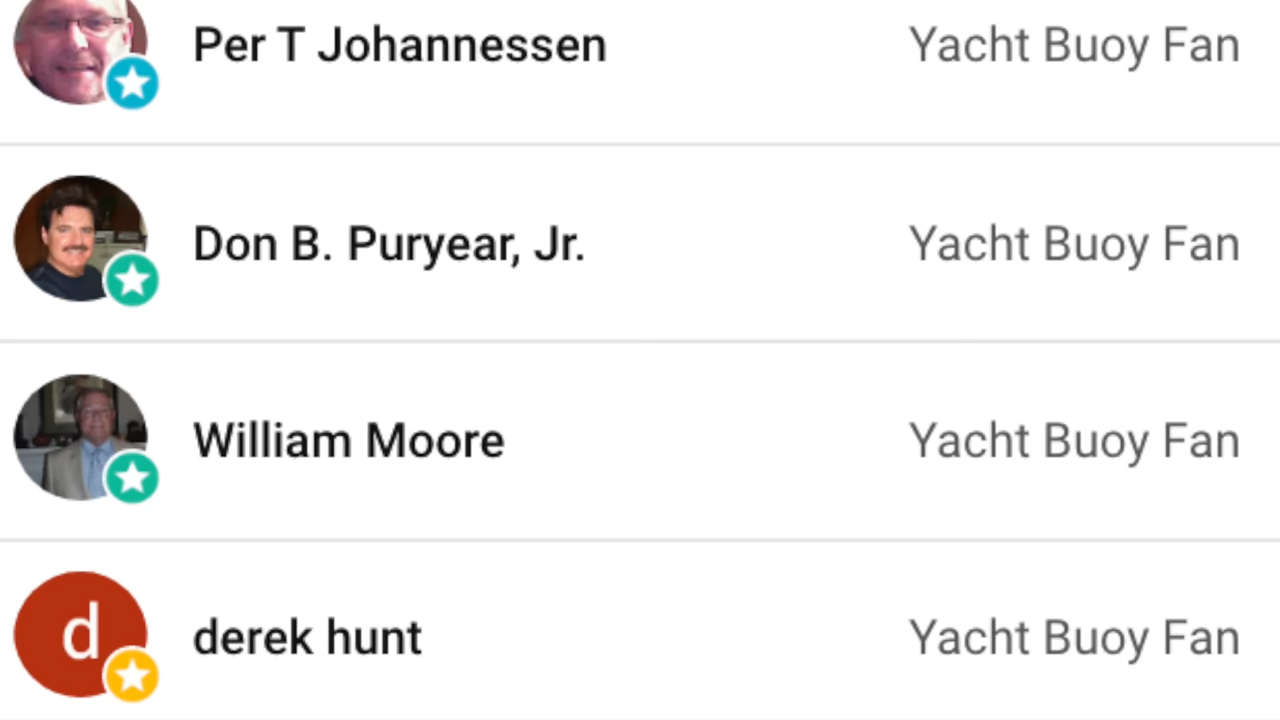 Per T Johannessen Yacht Buoy Fan
Don B. Puryear, Jr. Yacht Buoy Fan
William Moore Yacht Buoy Fan
d
derek hunt Yacht Buoy Fan